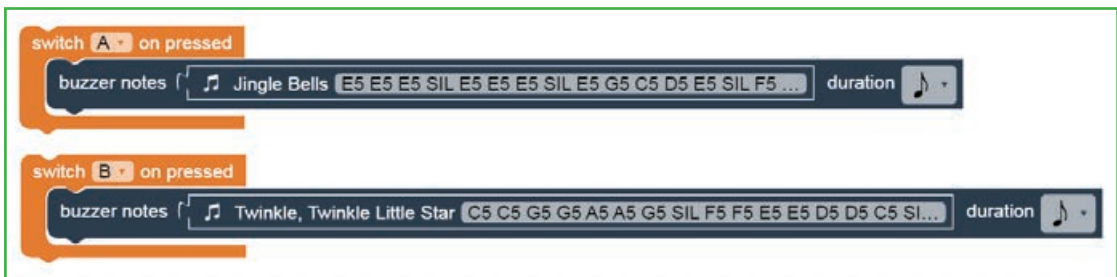 switch A on pressed
buzzer notes Jingle Bells E5 E5 E5 SIL E5 E5 E5 SIL E5 G5 C5 D5 E5 SIL F5 ... duration
switch B on pressed
buzzer notes Twinkle, Twinkle Little Star C5 C5 G5 G5 A5 A5 G5 SIL F5 F5 E5 E5 D5 D5 C5 SI... duration